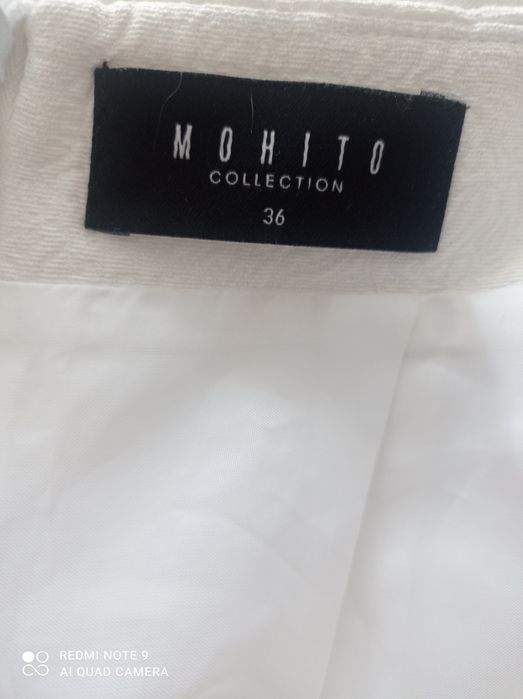 MOHITO
COLLECTION
36
REDMI NOTE 9
AI QUAD CAMERA